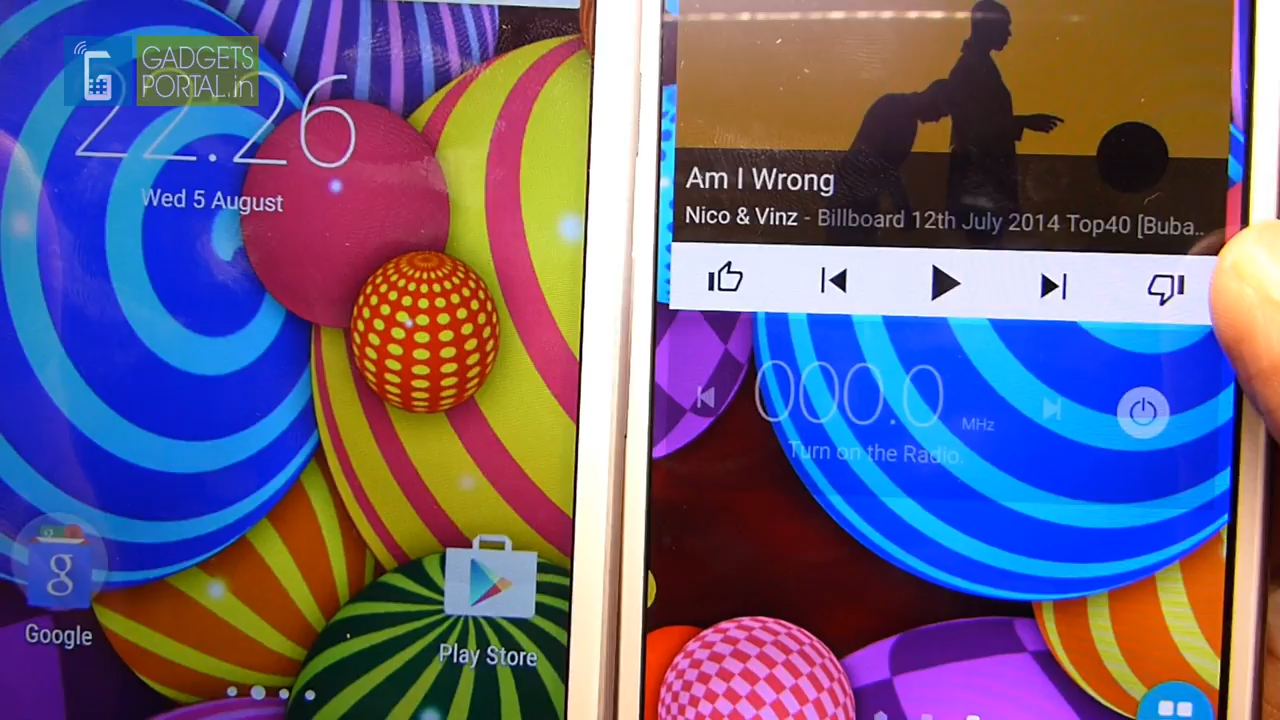 GADGETS
PORTAL.in
22.26
Wed 5 August
Google
Play Store
Am I Wrong
Nico & Vinz - Billboard 12th July 2014 Top40 [Buba..
000.0 MHz
Turn on the Radio.